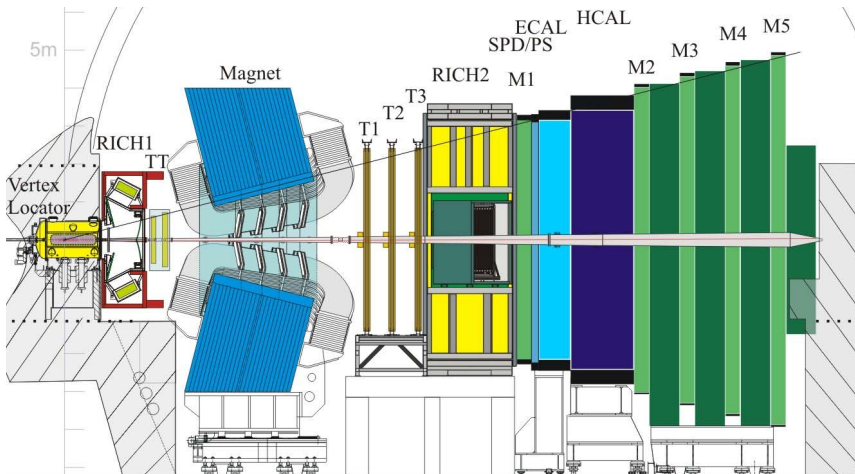 5m
Vertex
Locator
RICH1
TT
Magnet
T1
T2
T3
RICH2
M1
SPD/PS
ECAL
HCAL
M2
M3
M4
M5